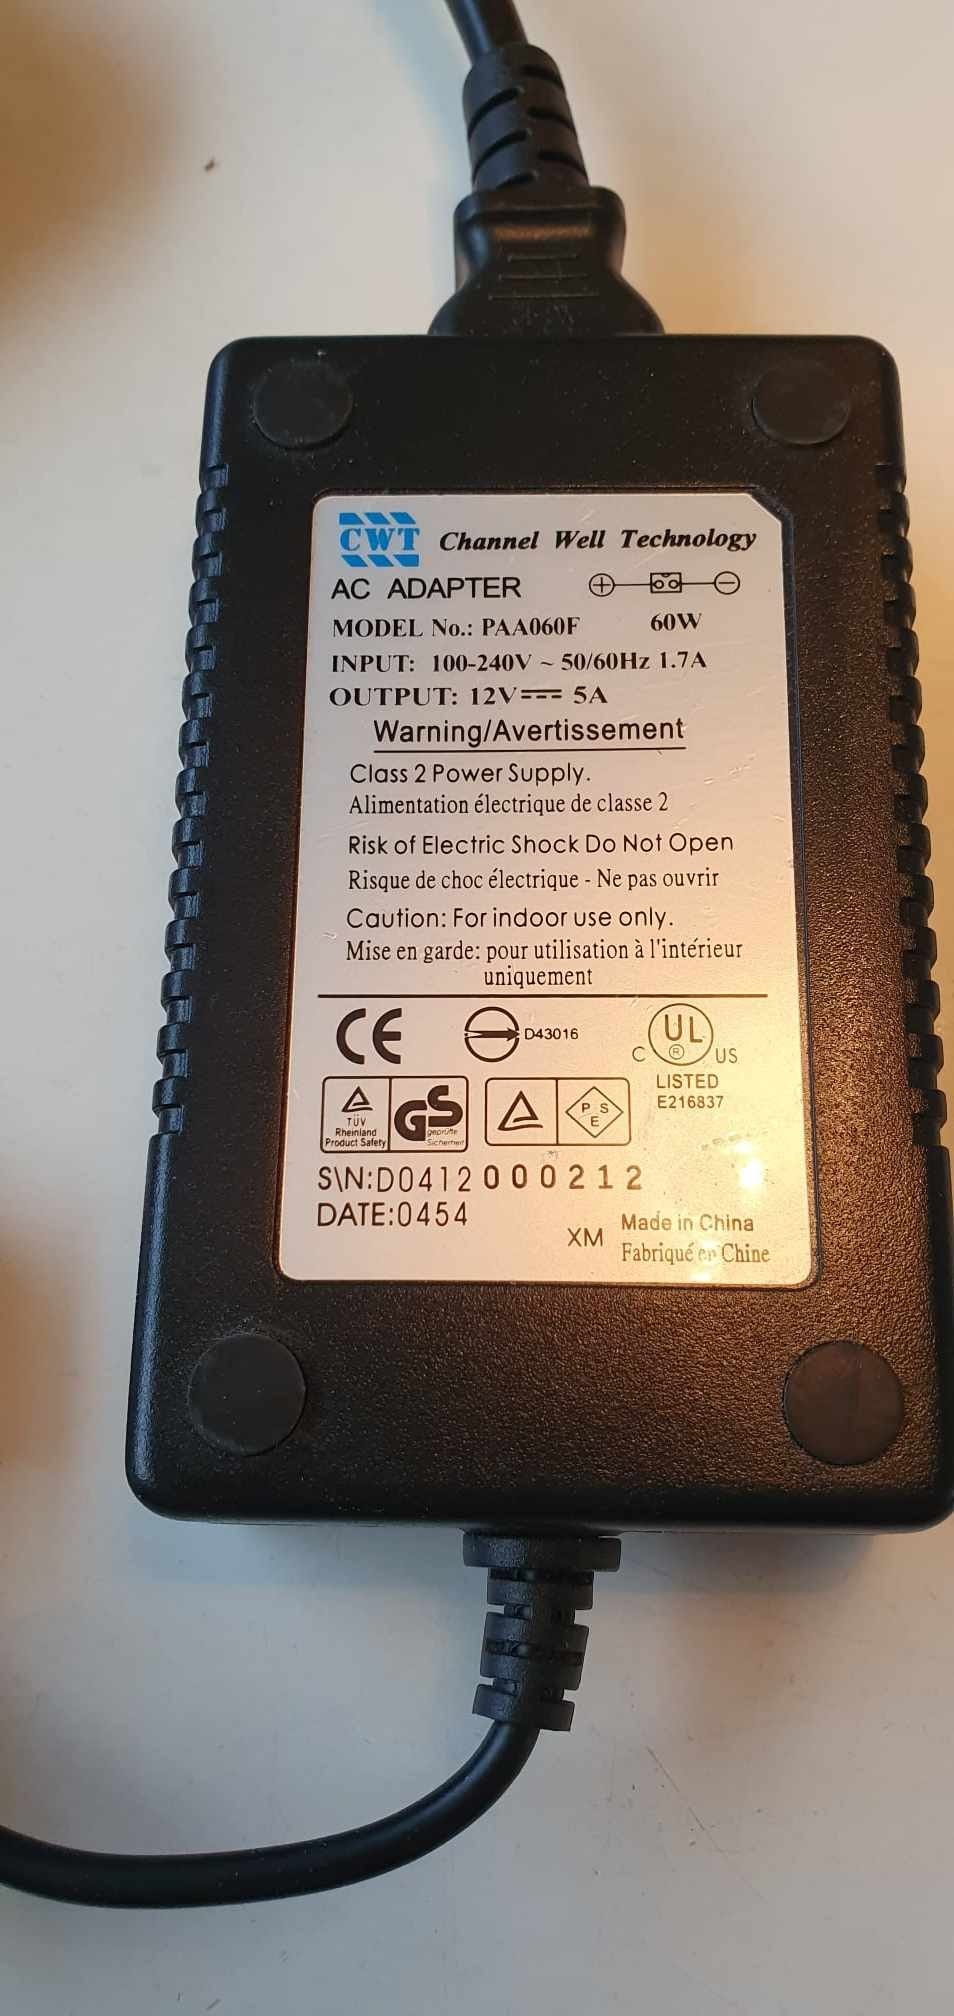 CWT Channel Well Technology
AC ADAPTER
MODEL No.: PAA060F 60W
INPUT: 100-240V ~ 50/60Hz 1.7A
OUTPUT: 12V⎓ 5A
Warning/Avertissement
Class 2 Power Supply.
Alimentation électrique de classe 2
Risk of Electric Shock Do Not Open
Risque de choc électrique - Ne pas ouvrir
Caution: For indoor use only.
Mise en garde: pour utilisation à l'intérieur
uniquement
CE D43016 C UL ® US
LISTED
E216837
TÜV
Rheinland
Product Safety
GS
geprüfte
Sicherheit
P S
E
S\N:D0412 000212
DATE:0454
XM Made in China
Fabriqué en Chine